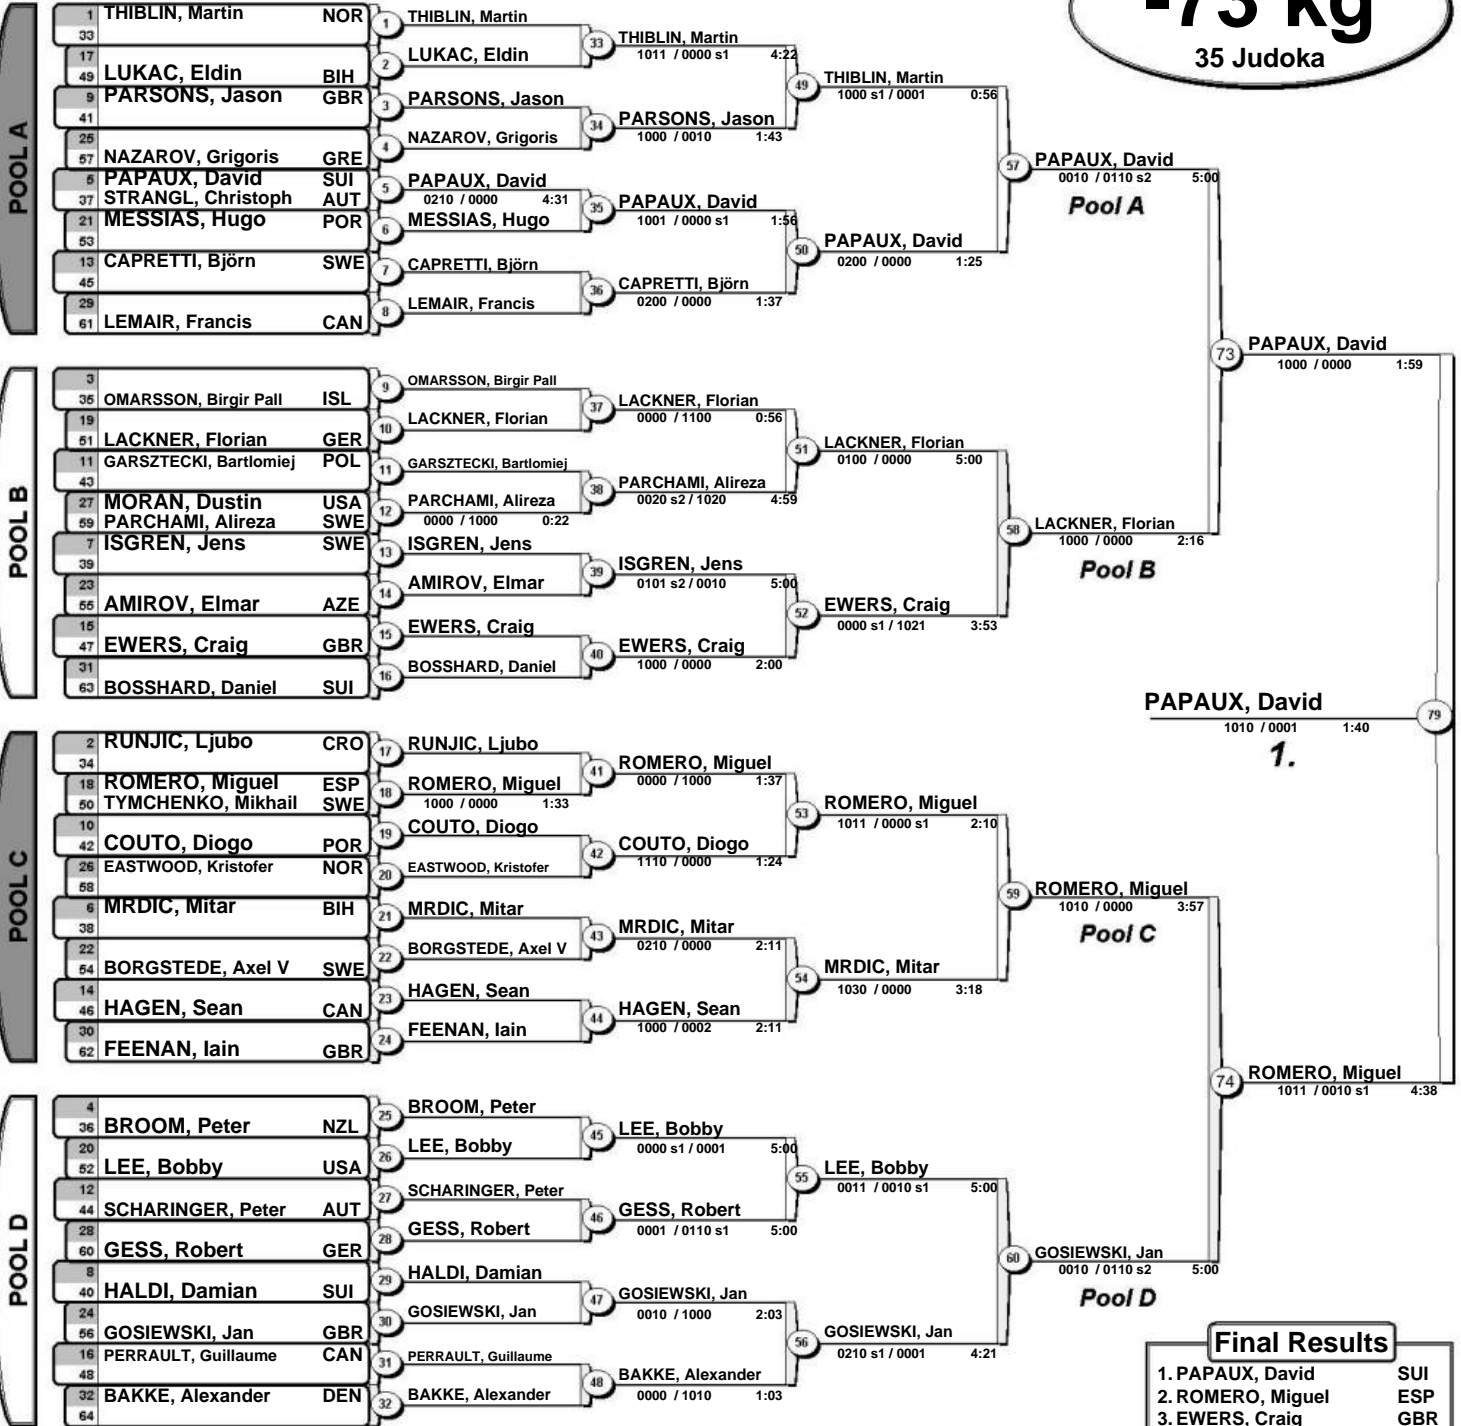 -73 kg
35 Judoka
POOL A
1 THIBLIN, Martin NOR
33
17
49 LUKAC, Eldin BIH
9 PARSONS, Jason GBR
41
25
57 NAZAROV, Grigoris GRE
5 PAPAUX, David SUI
37 STRANGL, Christoph AUT
21 MESSIAS, Hugo POR
53
13 CAPRETTI, Björn SWE
45
29
61 LEMAIR, Francis CAN
1 THIBLIN, Martin
2 LUKAC, Eldin
3 PARSONS, Jason
4 NAZAROV, Grigoris
5 PAPAUX, David
0210 / 0000 4:31
6 MESSIAS, Hugo
7 CAPRETTI, Björn
8 LEMAIR, Francis
33 THIBLIN, Martin
1011 / 0000 s1 4:22
34 PARSONS, Jason
1000 / 0010 1:43
35 PAPAUX, David
1001 / 0000 s1 1:56
36 CAPRETTI, Björn
0200 / 0000 1:37
49 THIBLIN, Martin
1000 s1 / 0001 0:56
50 PAPAUX, David
0200 / 0000 1:25
57 PAPAUX, David
0010 / 0110 s2 5:00
Pool A
POOL B
3
35 OMARSSON, Birgir Pall ISL
19
51 LACKNER, Florian GER
11 GARSZTECKI, Bartlomiej POL
43
27 MORAN, Dustin USA
59 PARCHAMI, Alireza SWE
7 ISGREN, Jens SWE
39
23
55 AMIROV, Elmar AZE
15
47 EWERS, Craig GBR
31
63 BOSSHARD, Daniel SUI
9 OMARSSON, Birgir Pall
10 LACKNER, Florian
11 GARSZTECKI, Bartlomiej
12 PARCHAMI, Alireza
0000 / 1000 0:22
13 ISGREN, Jens
14 AMIROV, Elmar
15 EWERS, Craig
16 BOSSHARD, Daniel
37 LACKNER, Florian
0000 / 1100 0:56
38 PARCHAMI, Alireza
0020 s2 / 1020 4:59
39 ISGREN, Jens
0101 s2 / 0010 5:00
40 EWERS, Craig
1000 / 0000 2:00
51 LACKNER, Florian
0100 / 0000 5:00
52 EWERS, Craig
0000 s1 / 1021 3:53
58 LACKNER, Florian
1000 / 0000 2:16
Pool B
73 PAPAUX, David
1000 / 0000 1:59
PAPAUX, David 79
1010 / 0001 1:40
1.
POOL C
2 RUNJIC, Ljubo CRO
34
18 ROMERO, Miguel ESP
50 TYMCHENKO, Mikhail SWE
10
42 COUTO, Diogo POR
26 EASTWOOD, Kristofer NOR
58
6 MRDIC, Mitar BIH
38
22
54 BORGSTEDE, Axel V SWE
14
46 HAGEN, Sean CAN
30
62 FEENAN, Iain GBR
17 RUNJIC, Ljubo
18 ROMERO, Miguel
1000 / 0000 1:33
19 COUTO, Diogo
20 EASTWOOD, Kristofer
21 MRDIC, Mitar
22 BORGSTEDE, Axel V
23 HAGEN, Sean
24 FEENAN, Iain
41 ROMERO, Miguel
0000 / 1000 1:37
42 COUTO, Diogo
1110 / 0000 1:24
43 MRDIC, Mitar
0210 / 0000 2:11
44 HAGEN, Sean
1000 / 0002 2:11
53 ROMERO, Miguel
1011 / 0000 s1 2:10
54 MRDIC, Mitar
1030 / 0000 3:18
59 ROMERO, Miguel
1010 / 0000 3:57
Pool C
POOL D
4
36 BROOM, Peter NZL
20
52 LEE, Bobby USA
12
44 SCHARINGER, Peter AUT
28
60 GESS, Robert GER
8
40 HALDI, Damian SUI
24
56 GOSIEWSKI, Jan GBR
16 PERRAULT, Guillaume CAN
48
32 BAKKE, Alexander DEN
64
25 BROOM, Peter
26 LEE, Bobby
27 SCHARINGER, Peter
28 GESS, Robert
29 HALDI, Damian
30 GOSIEWSKI, Jan
31 PERRAULT, Guillaume
32 BAKKE, Alexander
45 LEE, Bobby
0000 s1 / 0001 5:00
46 GESS, Robert
0001 / 0110 s1 5:00
47 GOSIEWSKI, Jan
0010 / 1000 2:03
48 BAKKE, Alexander
0000 / 1010 1:03
55 LEE, Bobby
0011 / 0010 s1 5:00
56 GOSIEWSKI, Jan
0210 s1 / 0001 4:21
60 GOSIEWSKI, Jan
0010 / 0110 s2 5:00
Pool D
74 ROMERO, Miguel
1011 / 0010 s1 4:38
Final Results
1. PAPAUX, David SUI
2. ROMERO, Miguel ESP
3. EWERS, Craig GBR